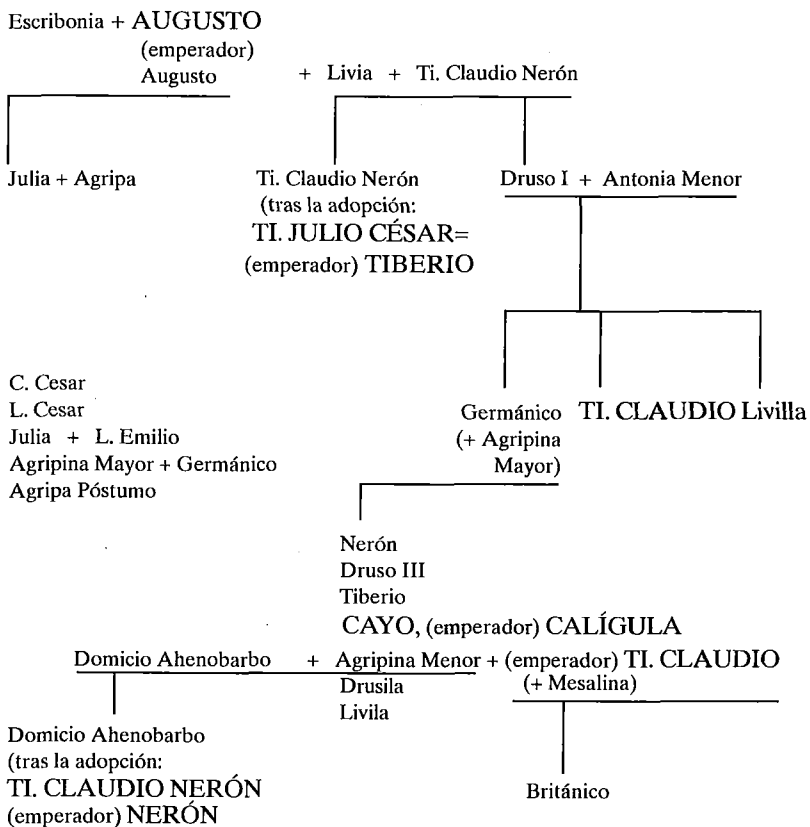 Escribonia + AUGUSTO
(emperador)
Augusto + Livia + Ti. Claudio Nerón
Julia + Agripa
Ti. Claudio Nerón
(tras la adopción:
TI. JULIO CÉSAR=
(emperador) TIBERIO
Druso I + Antonia Menor
C. Cesar
L. Cesar
Julia + L. Emilio
Agripina Mayor + Germánico
Agripa Póstumo
Germánico
(+ Agripina
Mayor)
TI. CLAUDIO Livilla
Nerón
Druso III
Tiberio
CAYO, (emperador) CALÍGULA
Domicio Ahenobarbo + Agripina Menor + (emperador) TI. CLAUDIO
(+ Mesalina)
Drusila
Livila
Domicio Ahenobarbo
(tras la adopción:
TI. CLAUDIO NERÓN
(emperador) NERÓN
Británico